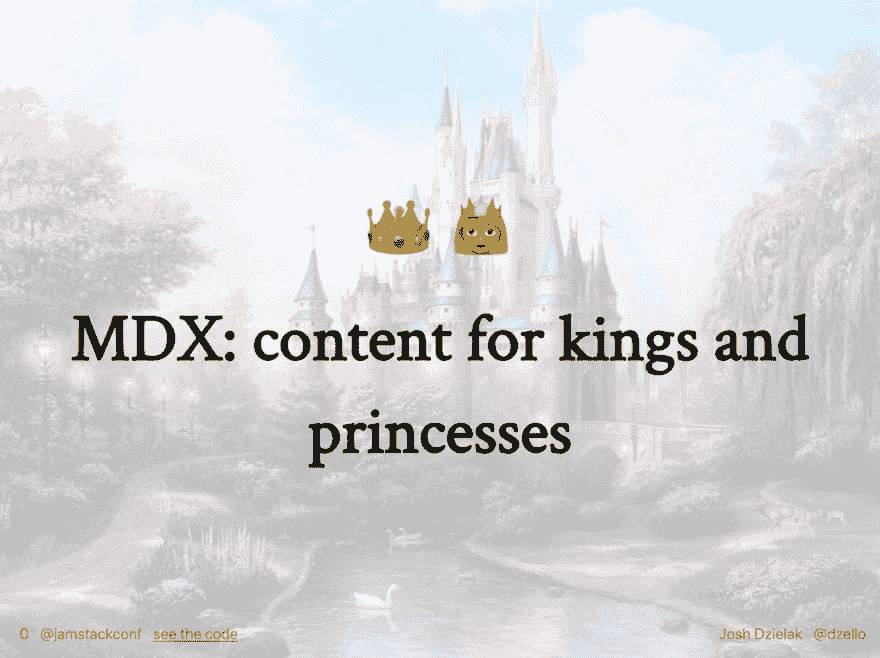 MDX: content for kings and
princesses
0 @jamstackconf see the code
Josh Dzielak @dzello